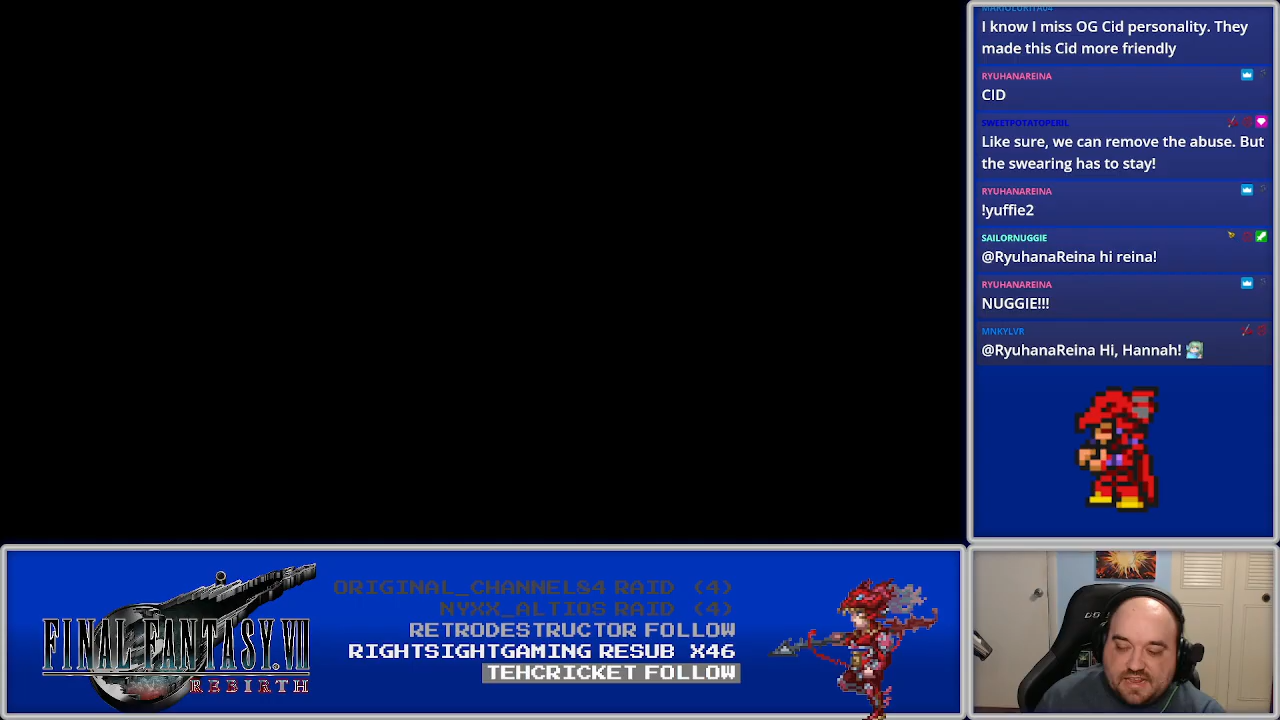 MARIOLORITA04
I know I miss OG Cid personality. They
made this Cid more friendly
RYUHANAREINA
CID
SWEETPOTATOPERIL
Like sure, we can remove the abuse. But
the swearing has to stay!
RYUHANAREINA
!yuffie2
SAILORNUGGIE
@RyuhanaReina hi reina!
RYUHANAREINA
NUGGIE!!!
MNKYLVR
@RyuhanaReina Hi, Hannah!
FINAL FANTASY VII
REBIRTH
ORIGINAL_CHANNEL84 RAID (4)
NYXX_ALTIOS RAID (4)
RETRODESTRUCTOR FOLLOW
RIGHTSIGHTGAMING RESUB X46
TEHCRICKET FOLLOW